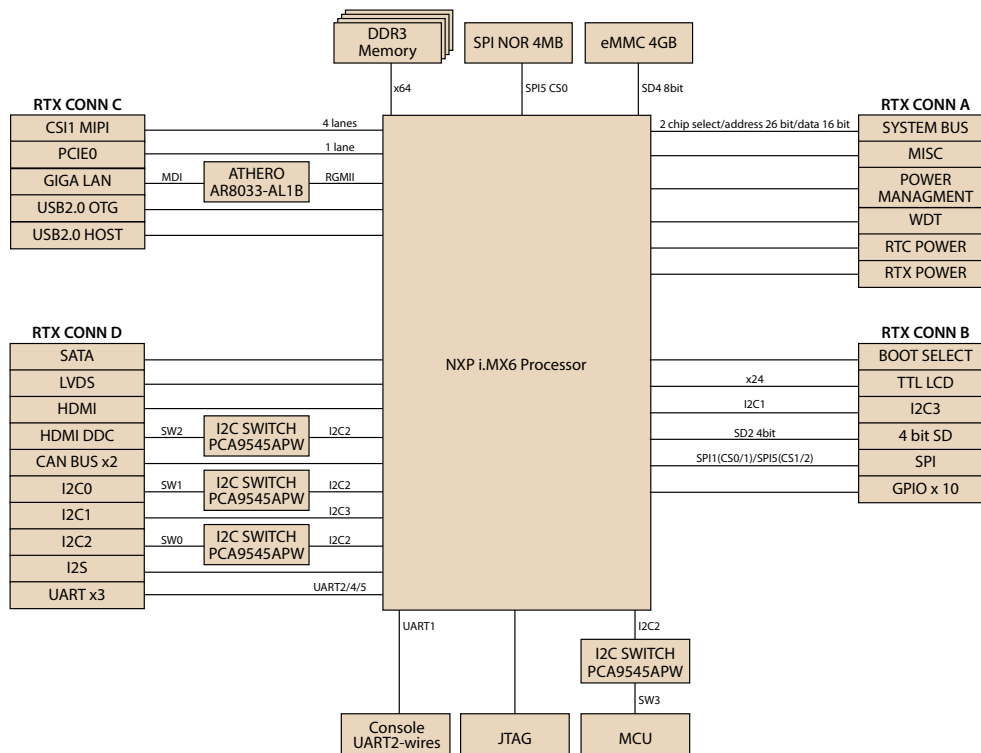 DDR3
Memory
SPI NOR 4MB
eMMC 4GB
x64
SPI5 CS0
SD4 8bit
RTX CONN C
CSI1 MIPI
4 lanes
PCIE0
1 lane
GIGA LAN
MDI
ATHERO
AR8033-AL1B
RGMII
USB2.0 OTG
USB2.0 HOST
RTX CONN A
2 chip select/address 26 bit/data 16 bit
SYSTEM BUS
MISC
POWER
MANAGMENT
WDT
RTC POWER
RTX POWER
NXP i.MX6 Processor
RTX CONN D
SATA
LVDS
HDMI
HDMI DDC
SW2
I2C SWITCH
PCA9545APW
I2C2
CAN BUS x2
I2C0
SW1
I2C SWITCH
PCA9545APW
I2C2
I2C1
I2C3
I2C2
SW0
I2C SWITCH
PCA9545APW
I2C2
I2S
UART x3
UART2/4/5
RTX CONN B
BOOT SELECT
x24
TTL LCD
I2C1
I2C3
SD2 4bit
4 bit SD
SPI1(CS0/1)/SPI5(CS1/2)
SPI
GPIO x 10
UART1
Console
UART2-wires
JTAG
I2C2
I2C SWITCH
PCA9545APW
SW3
MCU